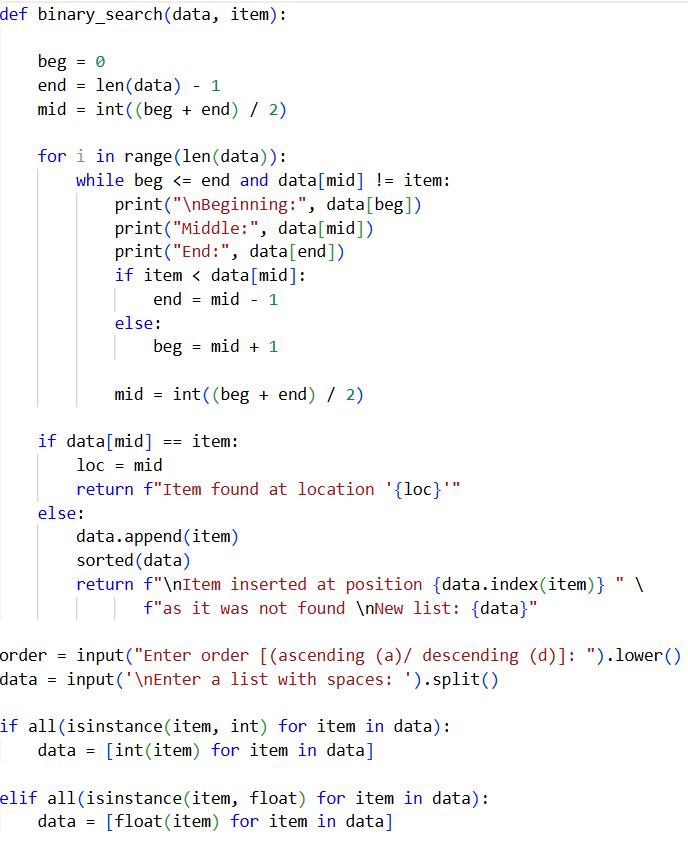 def binary_search(data, item):
beg = 0
end = len(data) - 1
mid = int((beg + end) / 2)
for i in range(len(data)):
while beg <= end and data[mid] != item:
print("\nBeginning:", data[beg])
print("Middle:", data[mid])
print("End:", data[end])
if item < data[mid]:
end = mid - 1
else:
beg = mid + 1
mid = int((beg + end) / 2)
if data[mid] == item:
loc = mid
return f"Item found at location '{loc}'"
else:
data.append(item)
sorted(data)
return f"\nItem inserted at position {data.index(item)} " \
f"as it was not found \nNew list: {data}"
order = input("Enter order [(ascending (a)/ descending (d)]: ").lower()
data = input('\nEnter a list with spaces: ').split()
if all(isinstance(item, int) for item in data):
data = [int(item) for item in data]
elif all(isinstance(item, float) for item in data):
data = [float(item) for item in data]